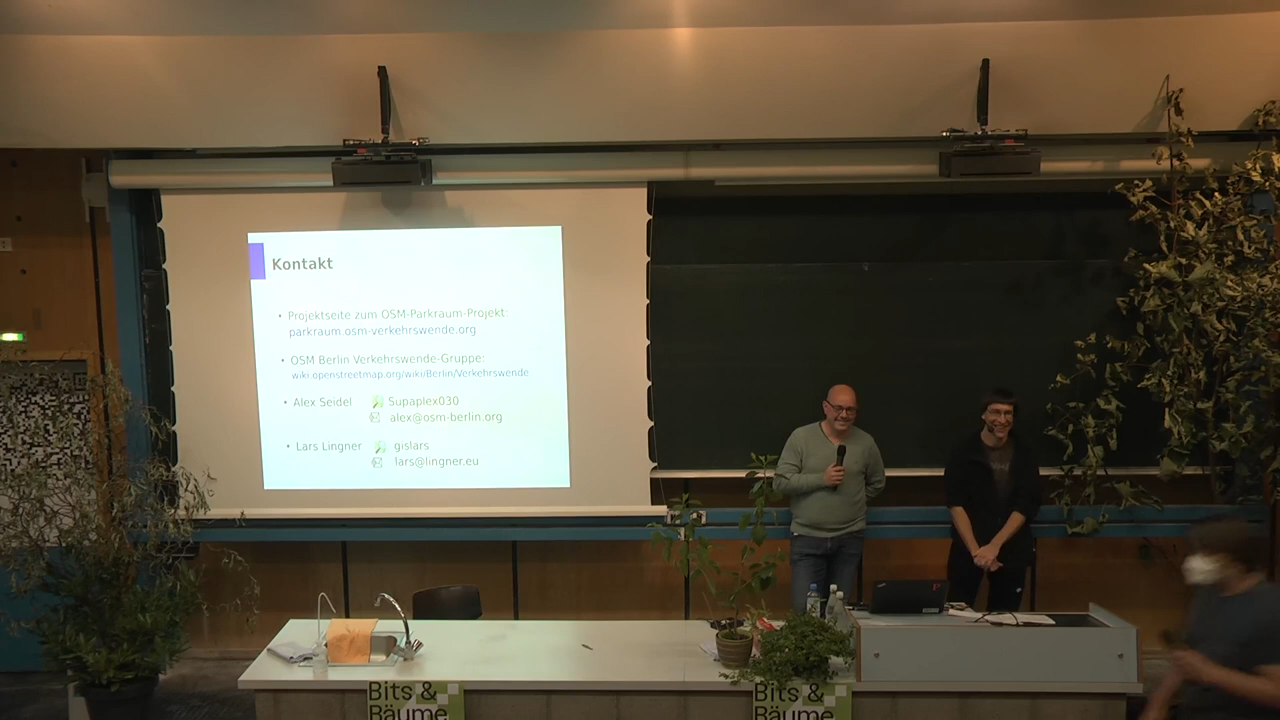 Kontakt
• Projektseite zum OSM-Parkraum-Projekt:
parkraum.osm-verkehrswende.org
• OSM Berlin Verkehrswende-Gruppe:
wiki.openstreetmap.org/wiki/Berlin/Verkehrswende
• Alex Seidel Supaplex030
alex@osm-berlin.org
• Lars Lingner gislars
lars@lingner.eu
Bits &
Bäume
Bits &
Bäume